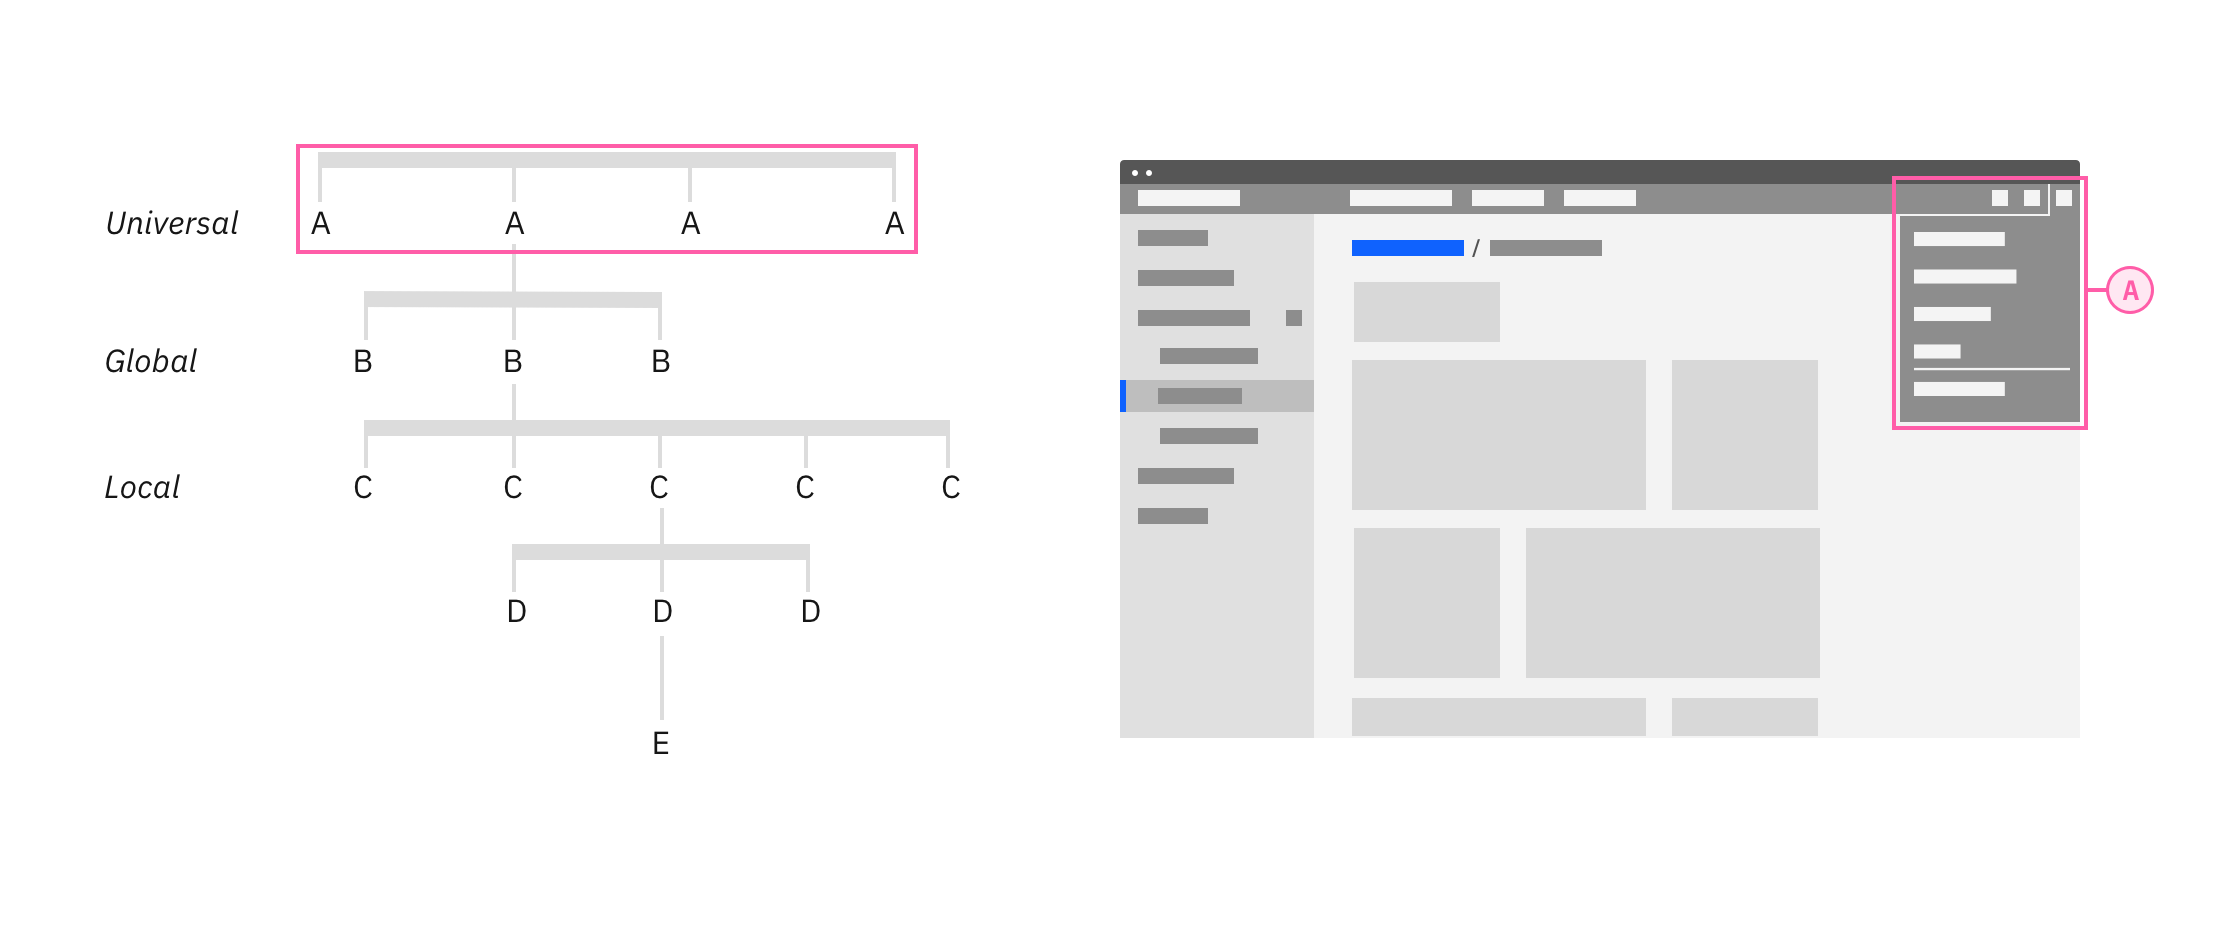 Universal A A A A
Global B B B
Local C C C C C
D D D
E
/
A